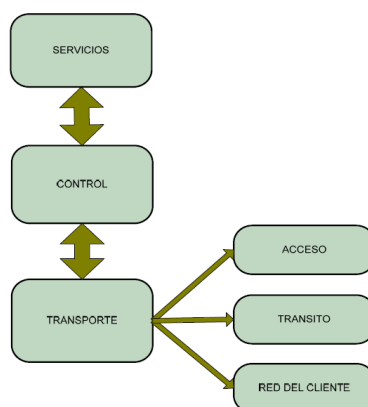 SERVICIOS
CONTROL
TRANSPORTE
ACCESO
TRANSITO
RED DEL CLIENTE